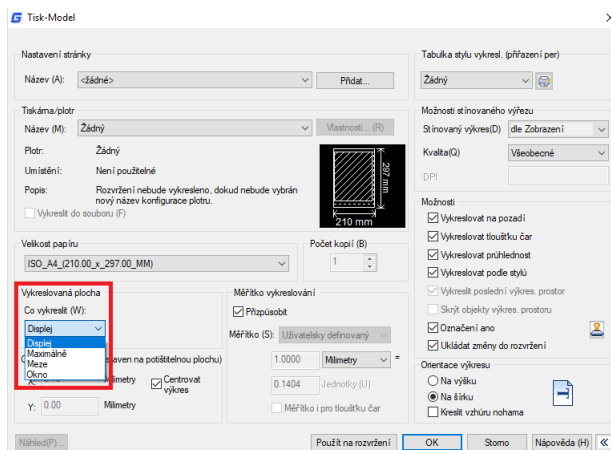 Tisk-Model
Nastavení stránky
Název (A): <žádné> Přidat...
Tabulka stylu vykresl. (přiřazení per)
Žádný
Tiskárna/plotr
Název (M): Žádný Vlastnosti... (R)
Plotr: Žádný
Umístění: Není použitelné
Popis: Rozvržení nebude vykresleno, dokud nebude vybrán
nový název konfigurace plotru.
Vykreslit do souboru (F)
297 mm
210 mm
Možnosti stínovaného výřezu
Stínovaný výkres(D) dle Zobrazení
Kvalita(Q) Všeobecné
DPI
Velikost papíru
ISO_A4_(210.00_x_297.00_MM)
Počet kopií (B)
1
Možnosti
Vykreslovat na pozadí
Vykreslovat tloušťku čar
Vykreslovat průhlednost
Vykreslovat podle stylů
Vykreslit poslední výkres. prostor
Skrýt objekty výkres. prostoru
Označení ano
Ukládat změny do rozvržení
Vykreslovaná plocha
Co vykreslit (W):
Displej
Displej
Maximálně
Meze
Okno
staven na potištitelnou plochu)
X: Milimetry Centrovat
výkres
Y: 0.00 Milimetry
Měřítko vykreslování
Přizpůsobit
Měřítko (S): Uživatelsky definovaný
1.0000 Milimetry =
0.1404 Jednotky (U)
Měřítko i pro tloušťku čar
Orientace výkresu
Na výšku
Na šířku
Kreslit vzhůru nohama
Náhled(P)... Použít na rozvržení OK Storno Nápověda (H)